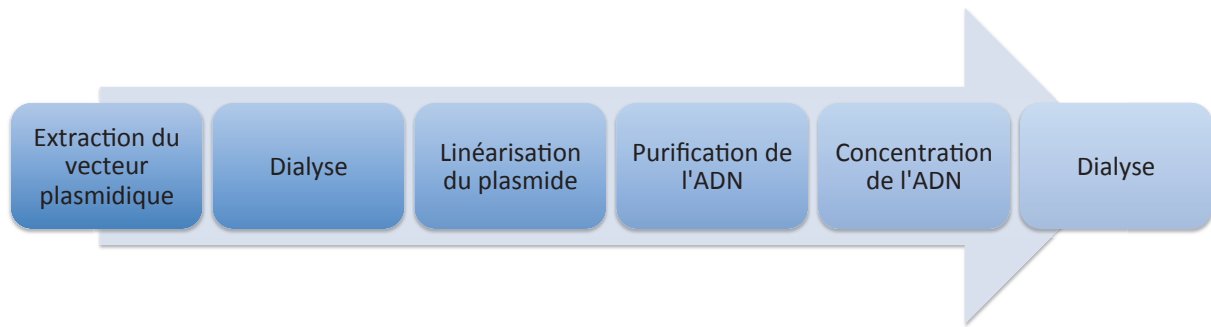 Extraction du
vecteur
plasmidique
Dialyse
Linéarisation
du plasmide
Purification de
l'ADN
Concentration
de l'ADN
Dialyse